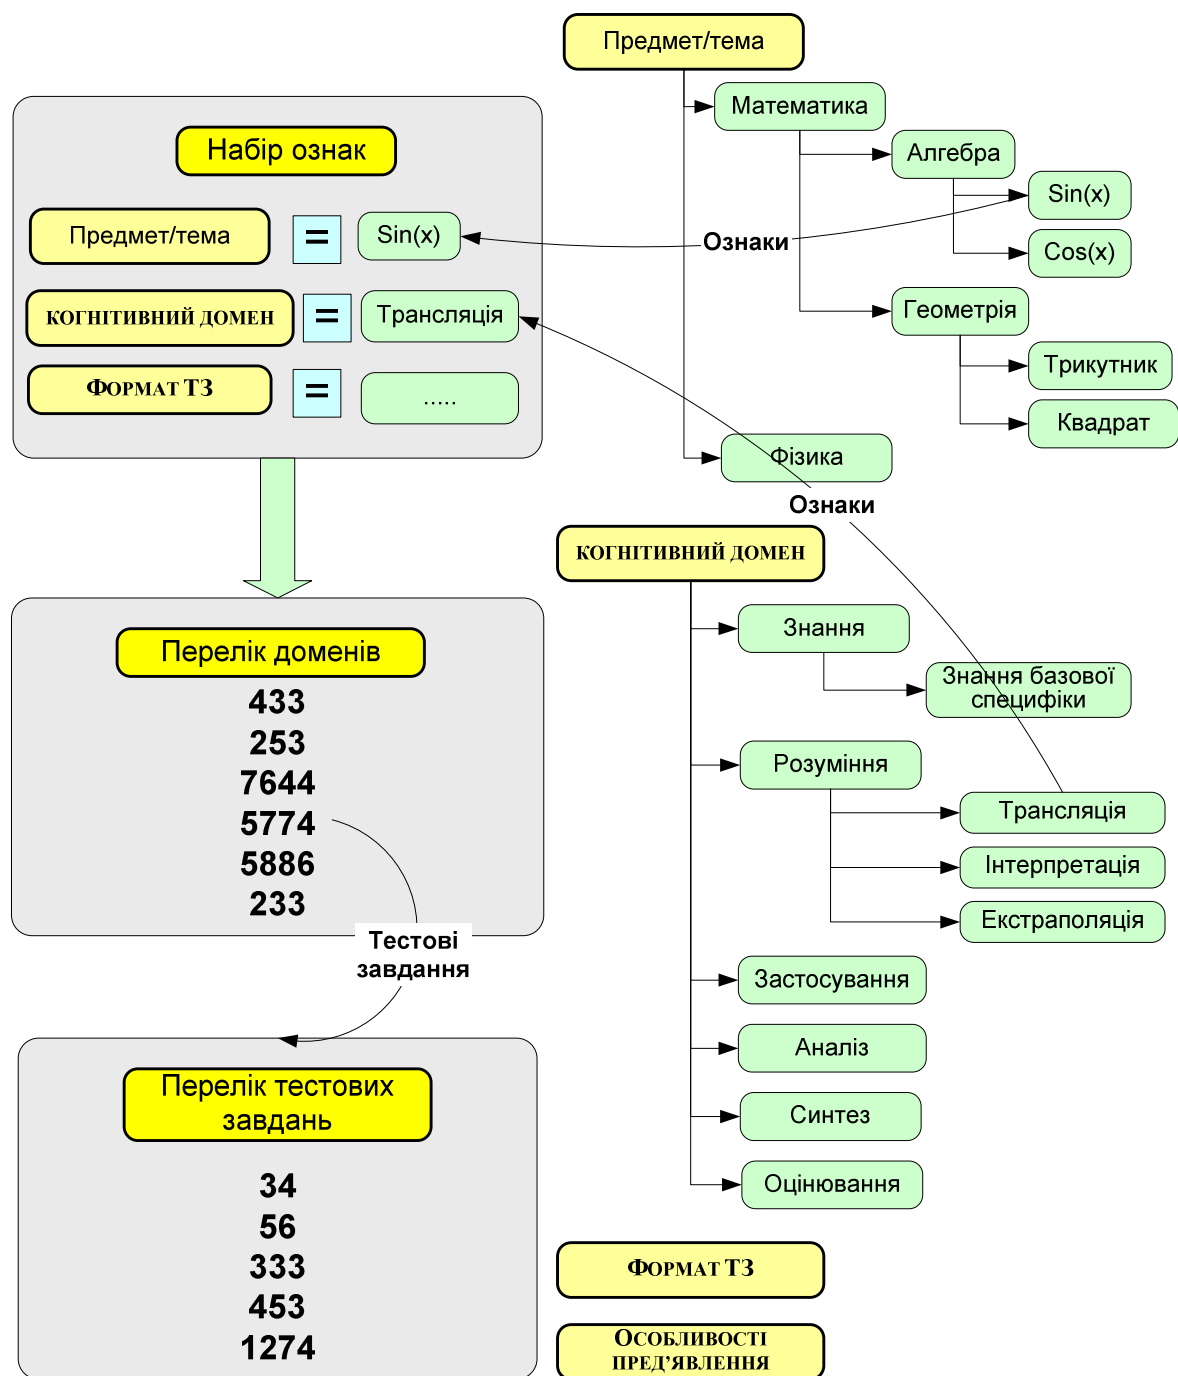 Предмет/тема
Математика
Алгебра
Sin(x)
Cos(x)
Геометрія
Трикутник
Квадрат
Фізика
Набір ознак
Предмет/тема = Sin(x)
Ознаки
КОГНІТИВНИЙ ДОМЕН = Трансляція
ФОРМАТ ТЗ = .....
Ознаки
КОГНІТИВНИЙ ДОМЕН
Знання
Знання базової
специфіки
Розуміння
Трансляція
Інтерпретація
Екстраполяція
Застосування
Аналіз
Синтез
Оцінювання
Перелік доменів
433
253
7644
5774
5886
233
Тестові
завдання
Перелік тестових
завдань
34
56
333
453
1274
ФОРМАТ ТЗ
ОСОБЛИВОСТІ
ПРЕД’ЯВЛЕННЯ